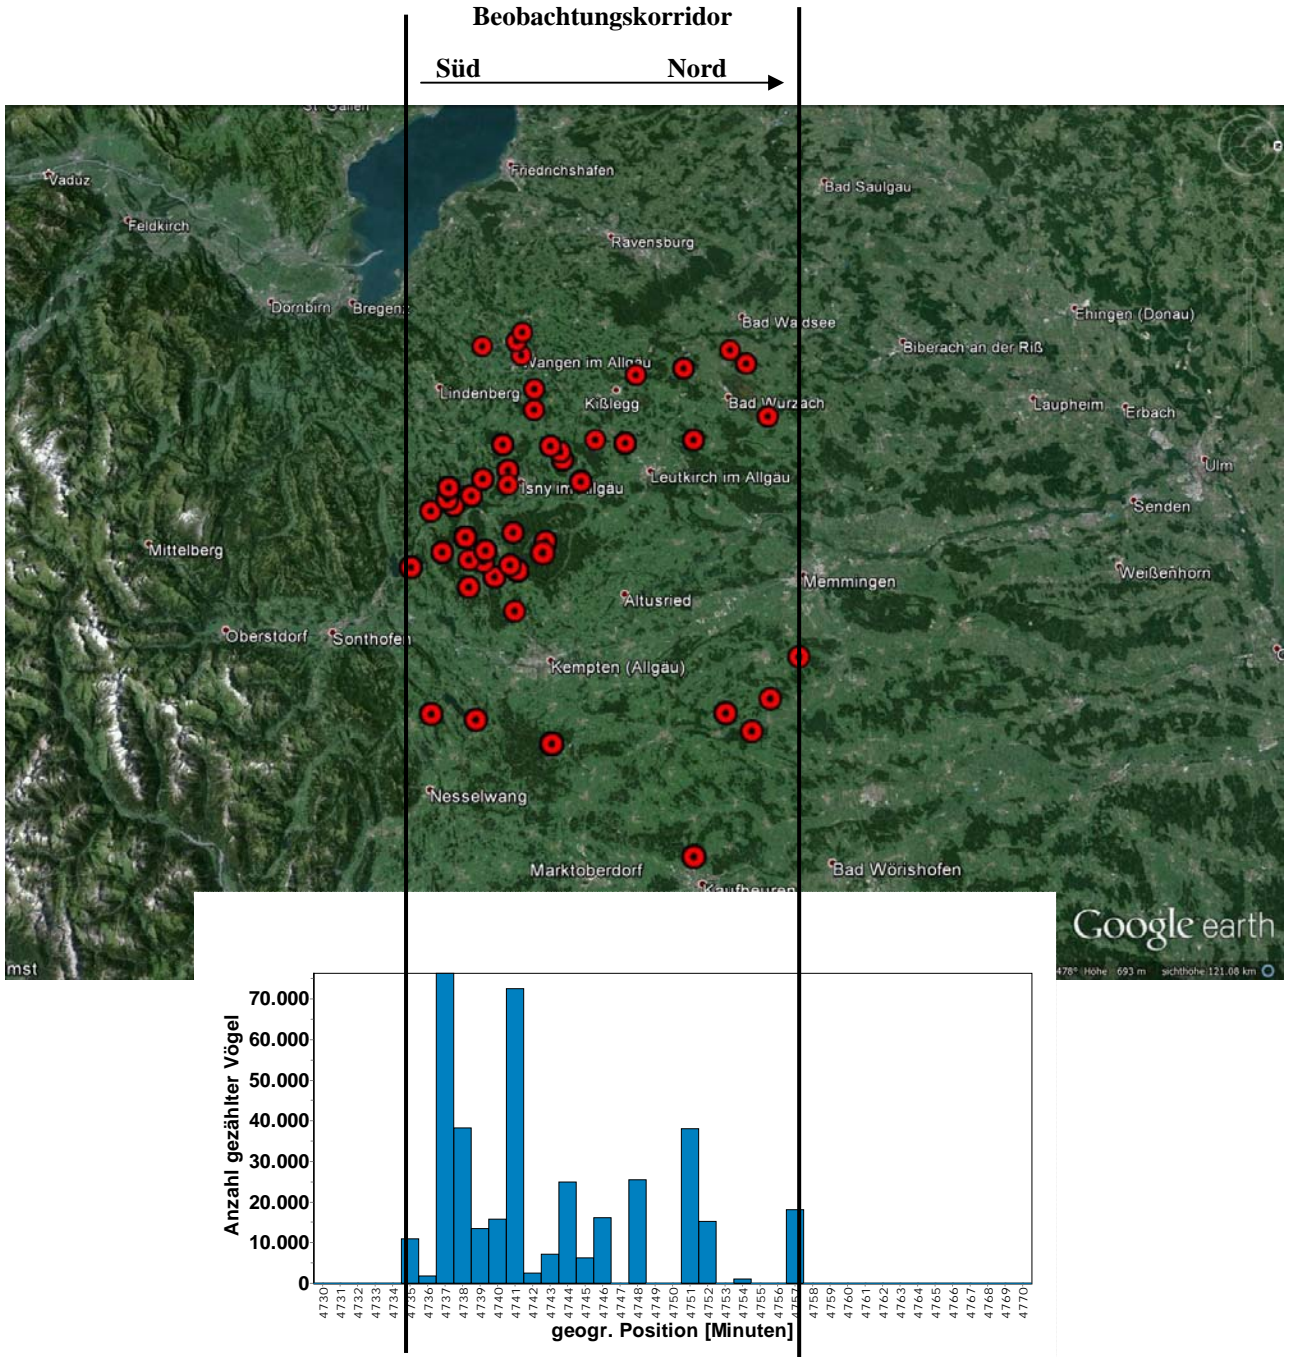 Beobachtungskorridor
Süd Nord
St. Gallen
Friedrichshafen
Vaduz
Bad Saulgau
Feldkirch
Ravensburg
Dornbirn
Bregenz
Bad Waldsee
Ehingen (Donau)
Biberach an der Riß
Wangen im Allgäu
Lindenberg
Kißlegg
Bad Wurzach
Laupheim
Erbach
Ulm
Leutkirch im Allgäu
Isny im Allgäu
Senden
Mittelberg
Weißenhorn
Memmingen
Altusried
Oberstdorf
Sonthofen
Kempten (Allgäu)
Nesselwang
Marktoberdorf
Bad Wörishofen
Kaufbeuren
Google earth
mst
478° Höhe 693 m sichthöhe 121.08 km
Anzahl gezählter Vögel
70.000
60.000
50.000
40.000
30.000
20.000
10.000
0
4730 4731 4732 4733 4734 4735 4736 4737 4738 4739 4740 4741 4742 4743 4744 4745 4746 4747 4748 4749 4750 4751 4752 4753 4754 4755 4756 4757 4758 4759 4760 4761 4762 4763 4764 4765 4766 4767 4768 4769 4770
geogr. Position [Minuten]